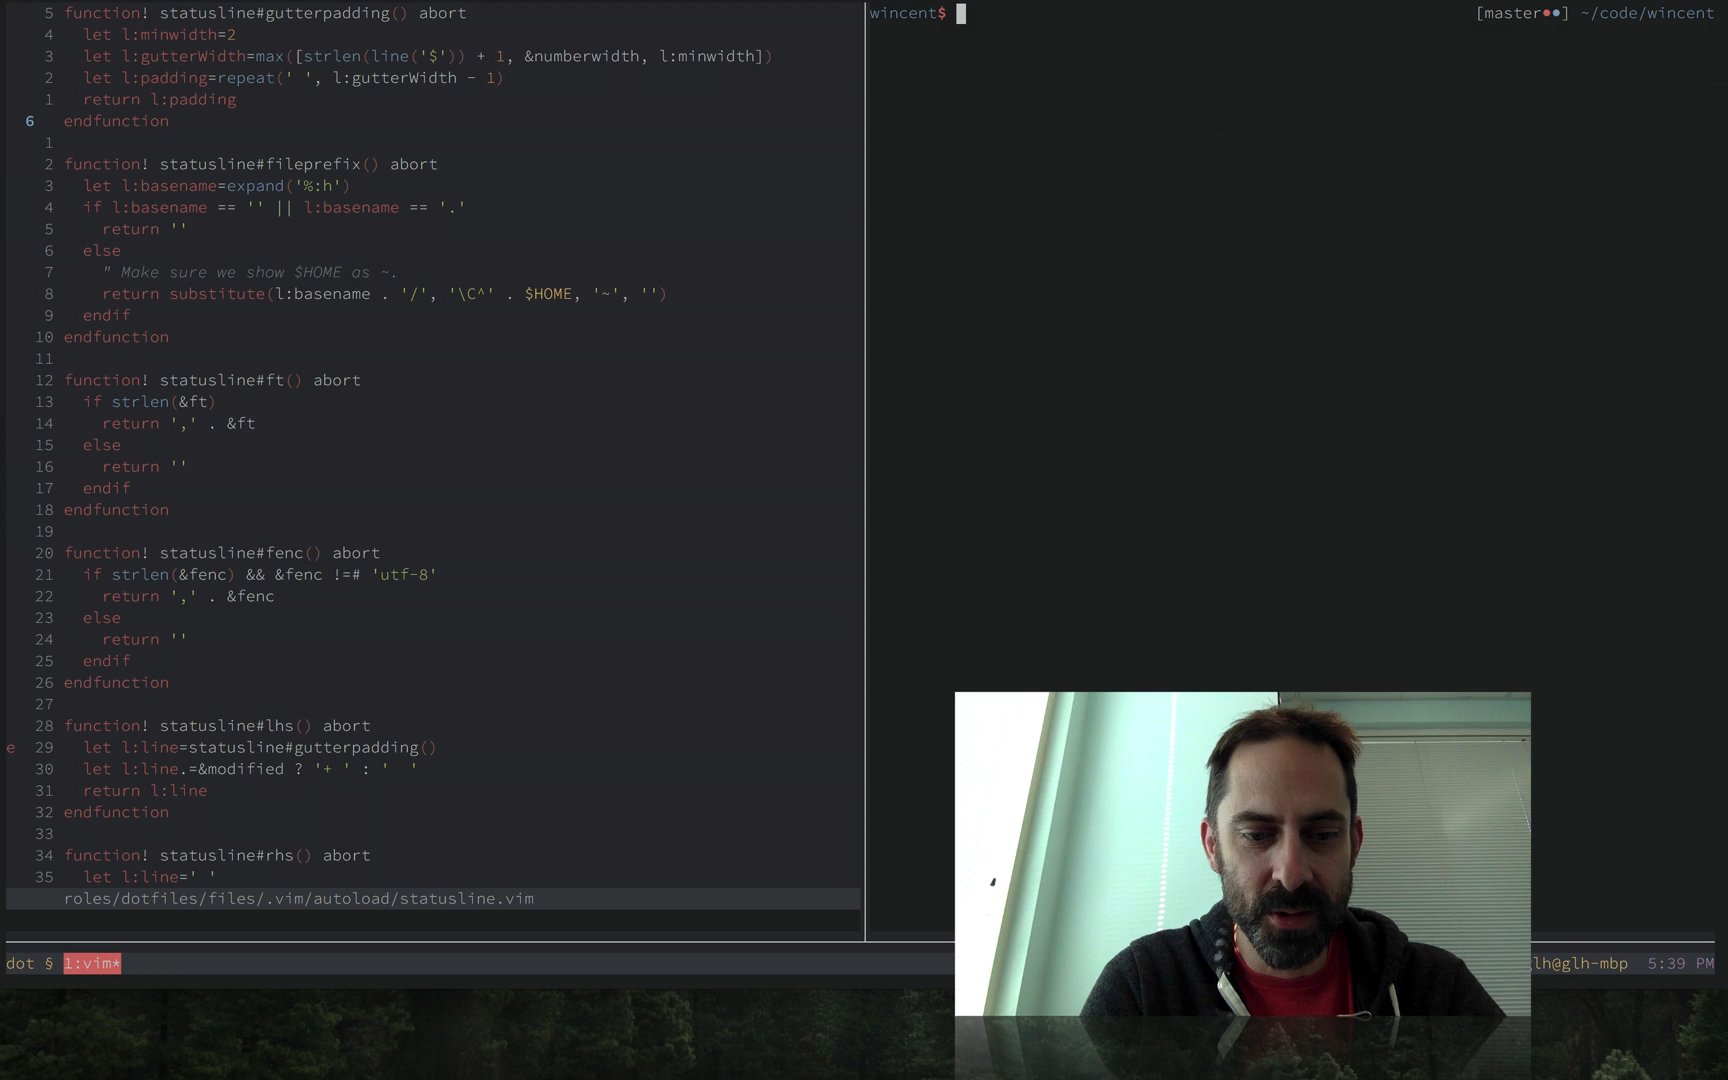 5 function! statusline#gutterpadding() abort
4   let l:minwidth=2
3   let l:gutterWidth=max([strlen(line('$')) + 1, &numberwidth, l:minwidth])
2   let l:padding=repeat(' ', l:gutterWidth - 1)
1   return l:padding
6 endfunction
1
2 function! statusline#fileprefix() abort
3   let l:basename=expand('%:h')
4   if l:basename == '' || l:basename == '.'
5     return ''
6   else
7     " Make sure we show $HOME as ~.
8     return substitute(l:basename . '/', '\C^' . $HOME, '~', '')
9   endif
10 endfunction
11
12 function! statusline#ft() abort
13   if strlen(&ft)
14     return ',' . &ft
15   else
16     return ''
17   endif
18 endfunction
19
20 function! statusline#fenc() abort
21   if strlen(&fenc) && &fenc !=# 'utf-8'
22     return ',' . &fenc
23   else
24     return ''
25   endif
26 endfunction
27
28 function! statusline#lhs() abort
e 29   let l:line=statusline#gutterpadding()
30   let l:line.=&modified ? '+ ' : '  '
31   return l:line
32 endfunction
33
34 function! statusline#rhs() abort
35   let l:line=' '
roles/dotfiles/files/.vim/autoload/statusline.vim
wincent$ [master●●] ~/code/wincent
dot § 1:vim* lh@glh-mbp 5:39 PM